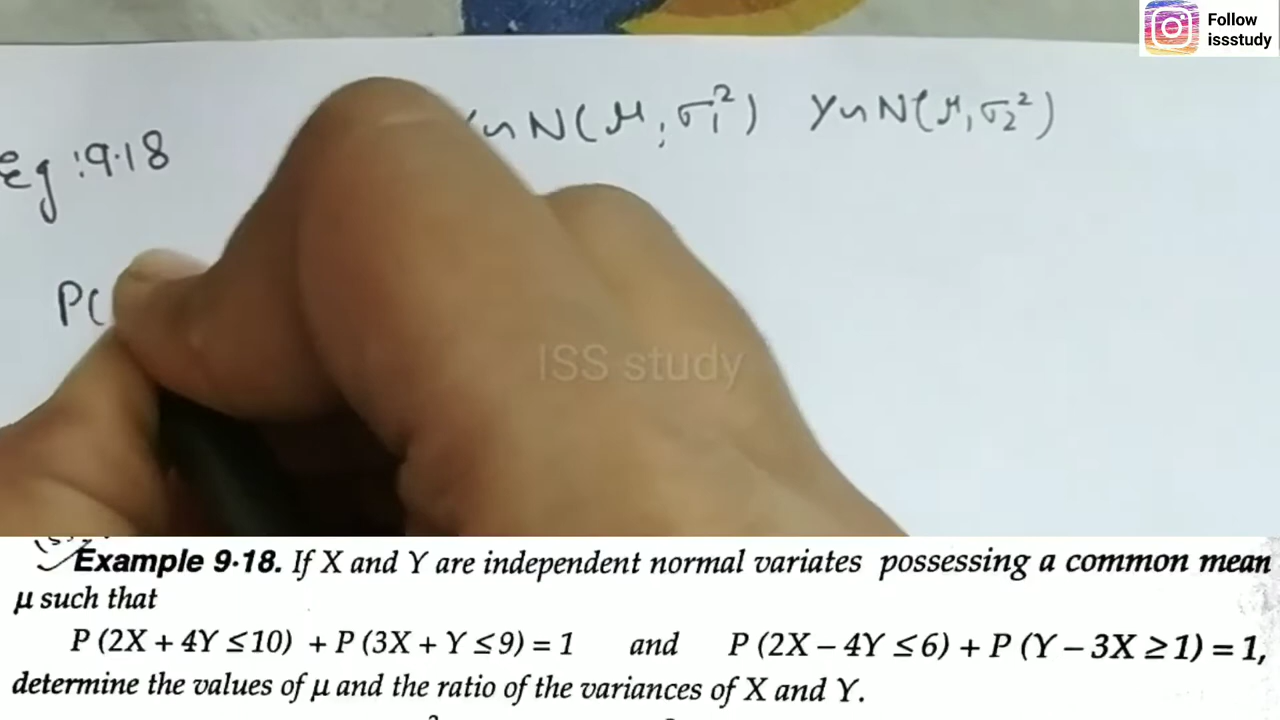 Follow
issstudy
N(μ, σ₁²) Y~N(μ, σ₂²)
Eg :9.18
P(
ISS study
Example 9·18. If X and Y are independent normal variates possessing a common mean
μ such that
P (2X + 4Y ≤ 10) + P (3X + Y ≤ 9) = 1 and P (2X – 4Y ≤ 6) + P (Y – 3X ≥ 1) = 1,
determine the values of μ and the ratio of the variances of X and Y.